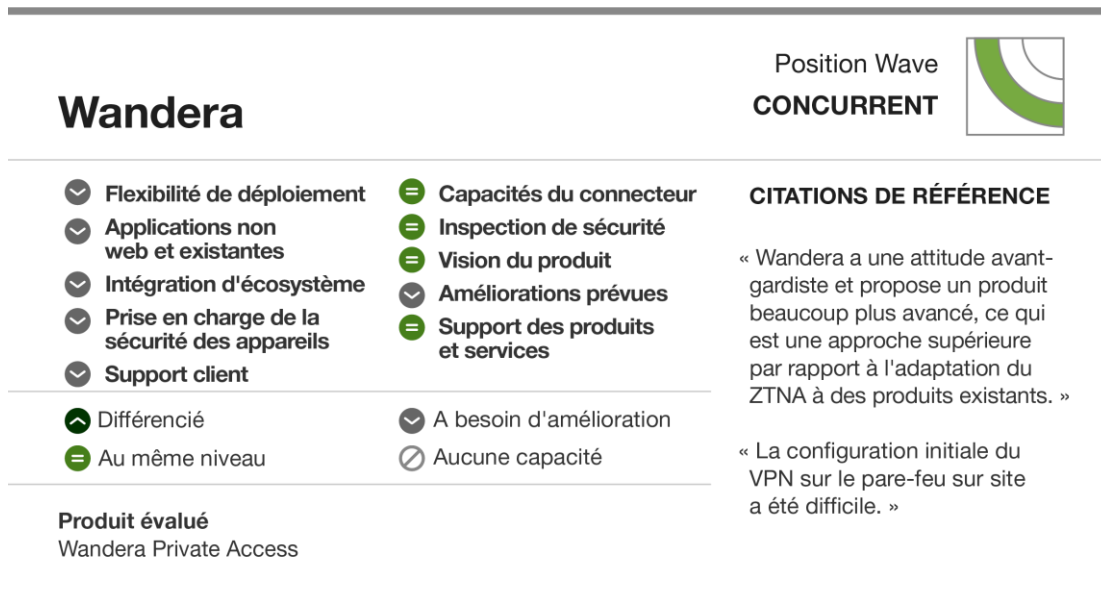 Position Wave
CONCURRENT
Wandera
Flexibilité de déploiement
Applications non
web et existantes
Intégration d'écosystème
Prise en charge de la
sécurité des appareils
Support client
Capacités du connecteur
Inspection de sécurité
Vision du produit
Améliorations prévues
Support des produits
et services
Différencié
Au même niveau
A besoin d'amélioration
Aucune capacité
Produit évalué
Wandera Private Access
CITATIONS DE RÉFÉRENCE
« Wandera a une attitude avant-
gardiste et propose un produit
beaucoup plus avancé, ce qui
est une approche supérieure
par rapport à l'adaptation du
ZTNA à des produits existants. »
« La configuration initiale du
VPN sur le pare-feu sur site
a été difficile. »